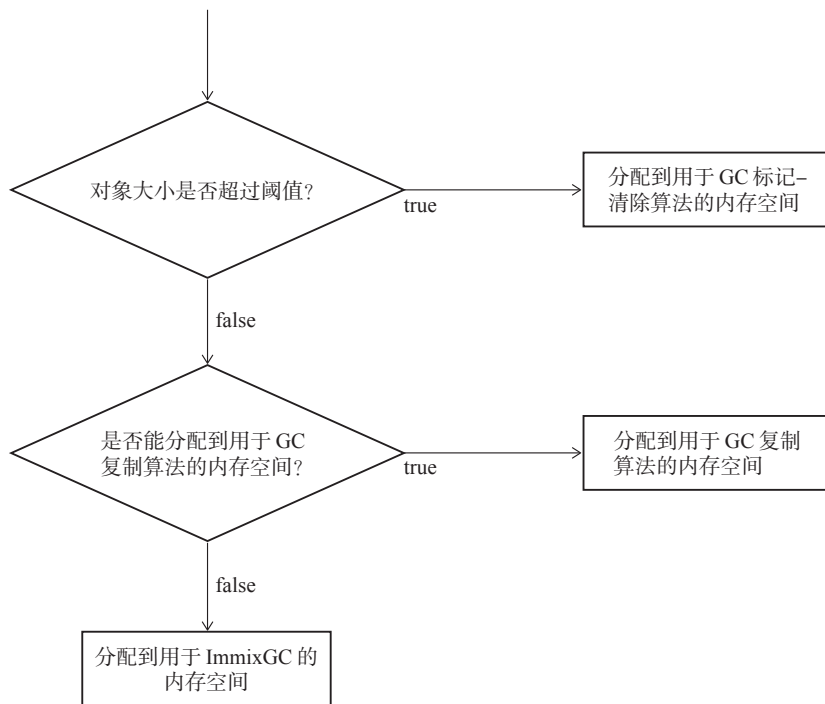 对象大小是否超过阈值？
true
分配到用于 GC 标记–
清除算法的内存空间
false
是否能分配到用于 GC
复制算法的内存空间？
true
分配到用于 GC 复制
算法的内存空间
false
分配到用于 ImmixGC 的
内存空间